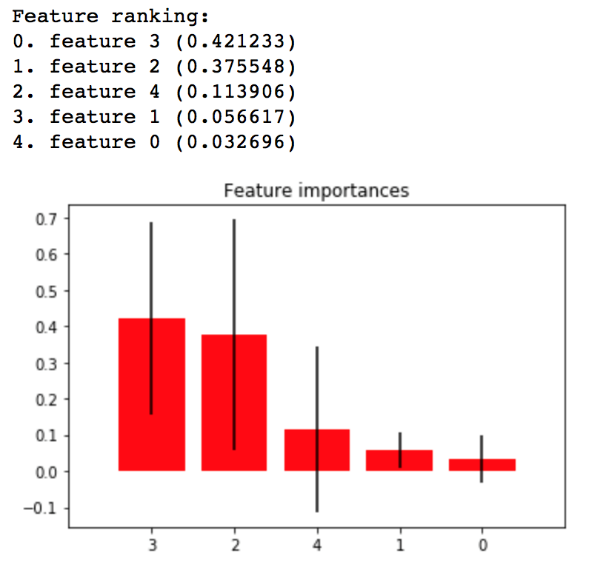 Feature ranking:
0. feature 3 (0.421233)
1. feature 2 (0.375548)
2. feature 4 (0.113906)
3. feature 1 (0.056617)
4. feature 0 (0.032696)
Feature importances
0.7
0.6
0.5
0.4
0.3
0.2
0.1
0.0
−0.1
3 2 4 1 0